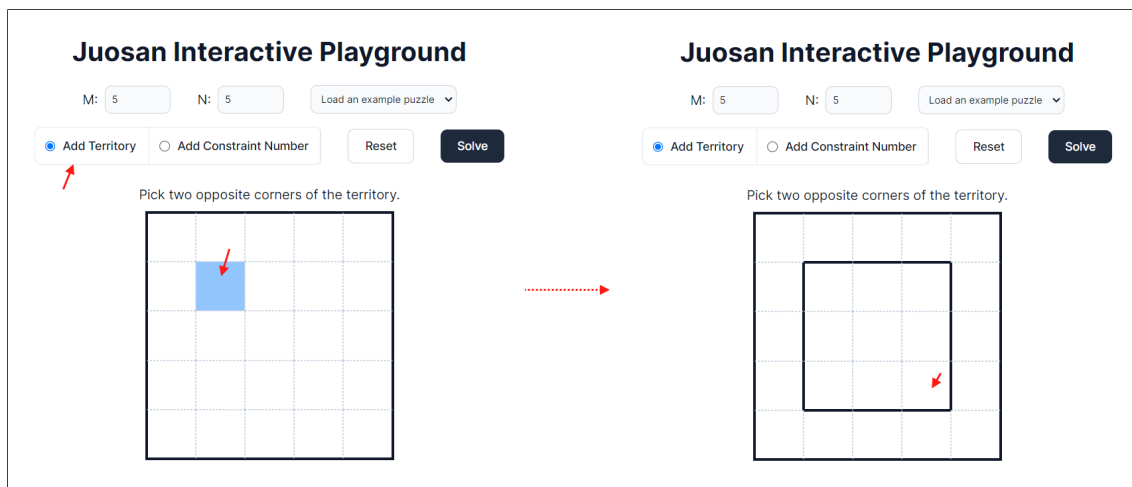 Juosan Interactive Playground
M: 5 N: 5 Load an example puzzle
Add Territory Add Constraint Number Reset Solve
Pick two opposite corners of the territory.
Juosan Interactive Playground
M: 5 N: 5 Load an example puzzle
Add Territory Add Constraint Number Reset Solve
Pick two opposite corners of the territory.